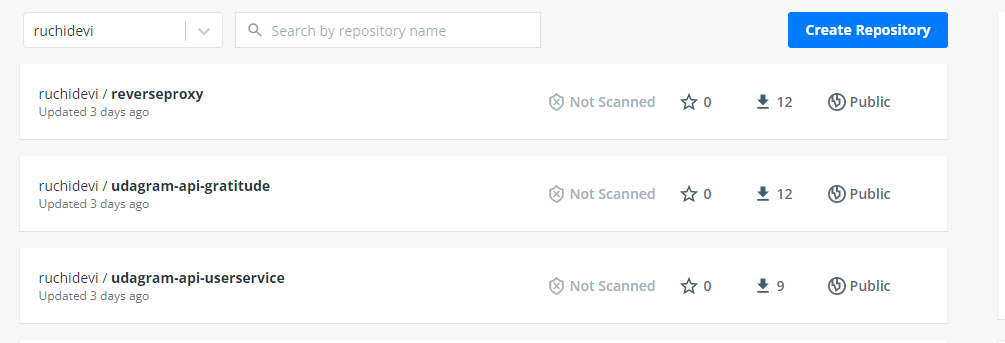 ruchidevi Search by repository name Create Repository
ruchidevi / reverseproxy Not Scanned 0 12 Public
Updated 3 days ago
ruchidevi / udagram-api-gratitude Not Scanned 0 12 Public
Updated 3 days ago
ruchidevi / udagram-api-userservice Not Scanned 0 9 Public
Updated 3 days ago